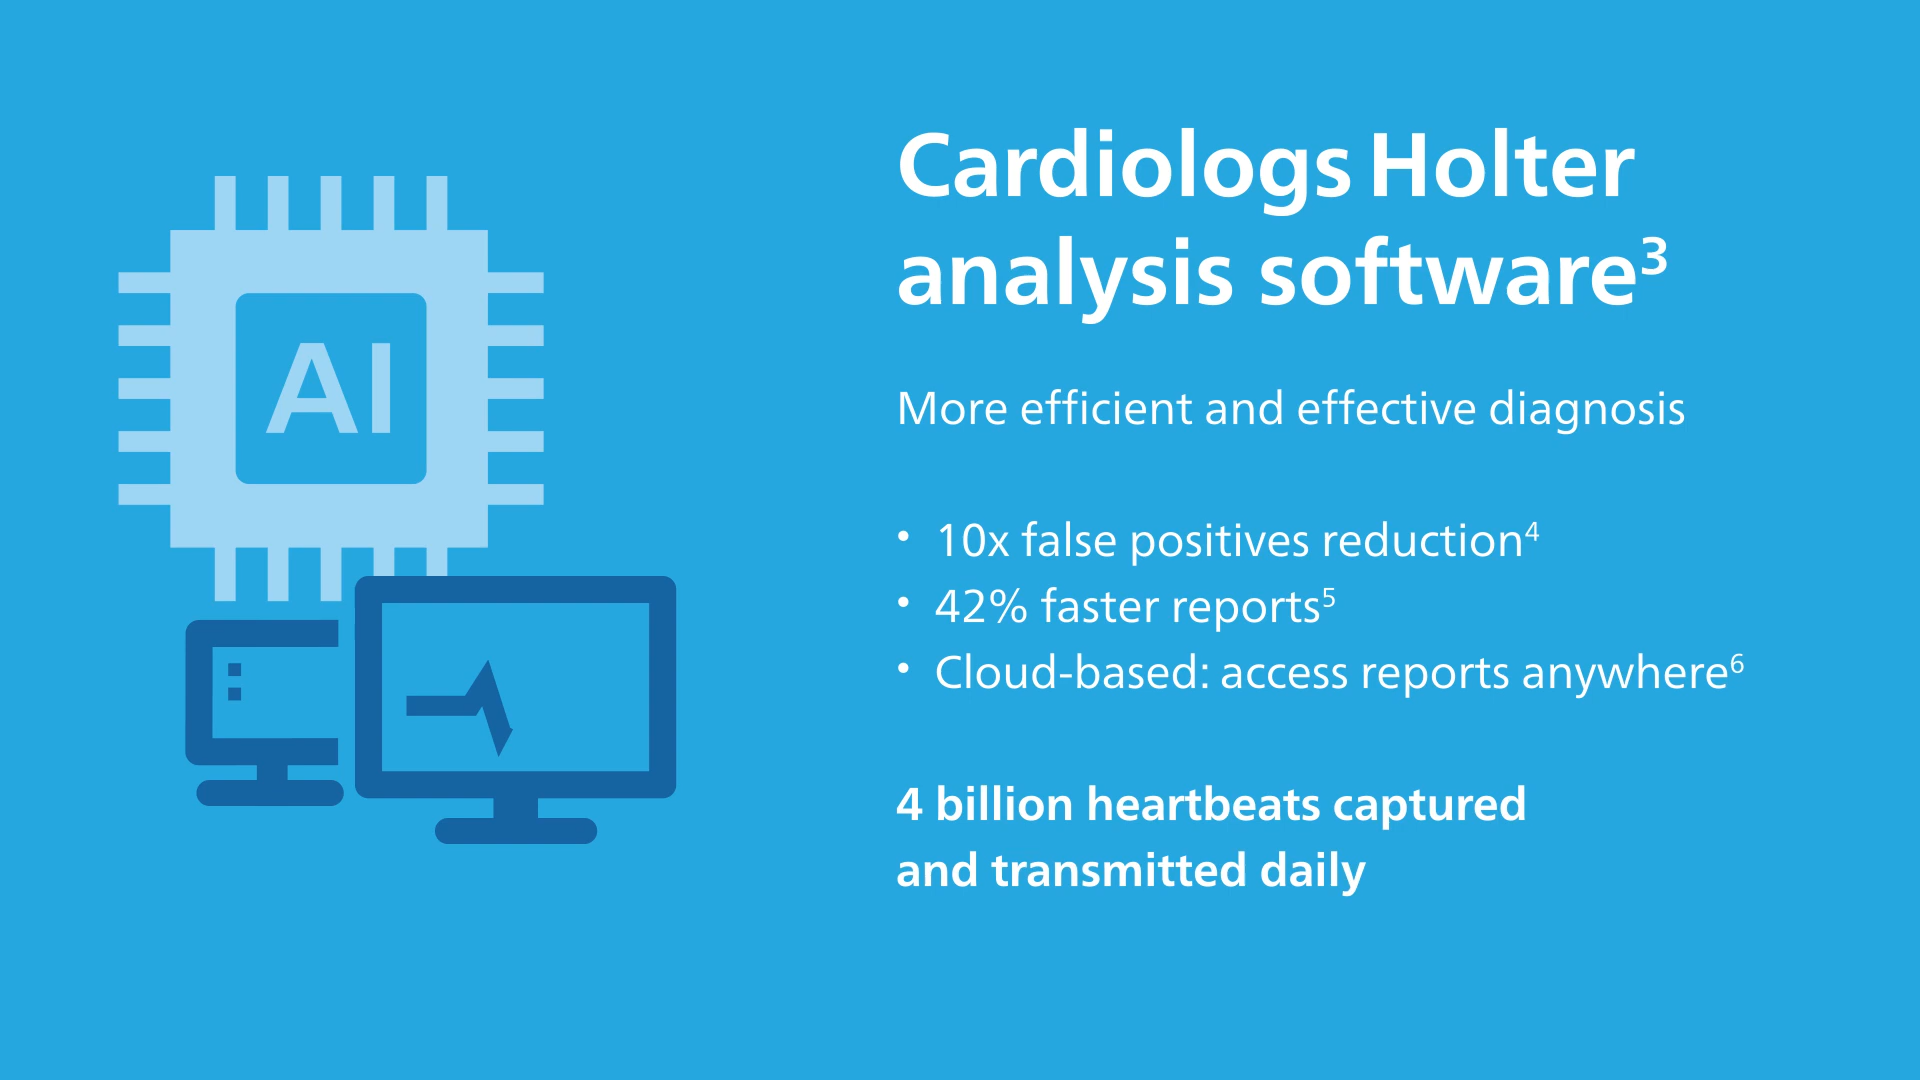 AI
Cardiologs Holter
analysis software³
More efficient and effective diagnosis
• 10x false positives reduction⁴
• 42% faster reports⁵
• Cloud-based: access reports anywhere⁶
4 billion heartbeats captured
and transmitted daily